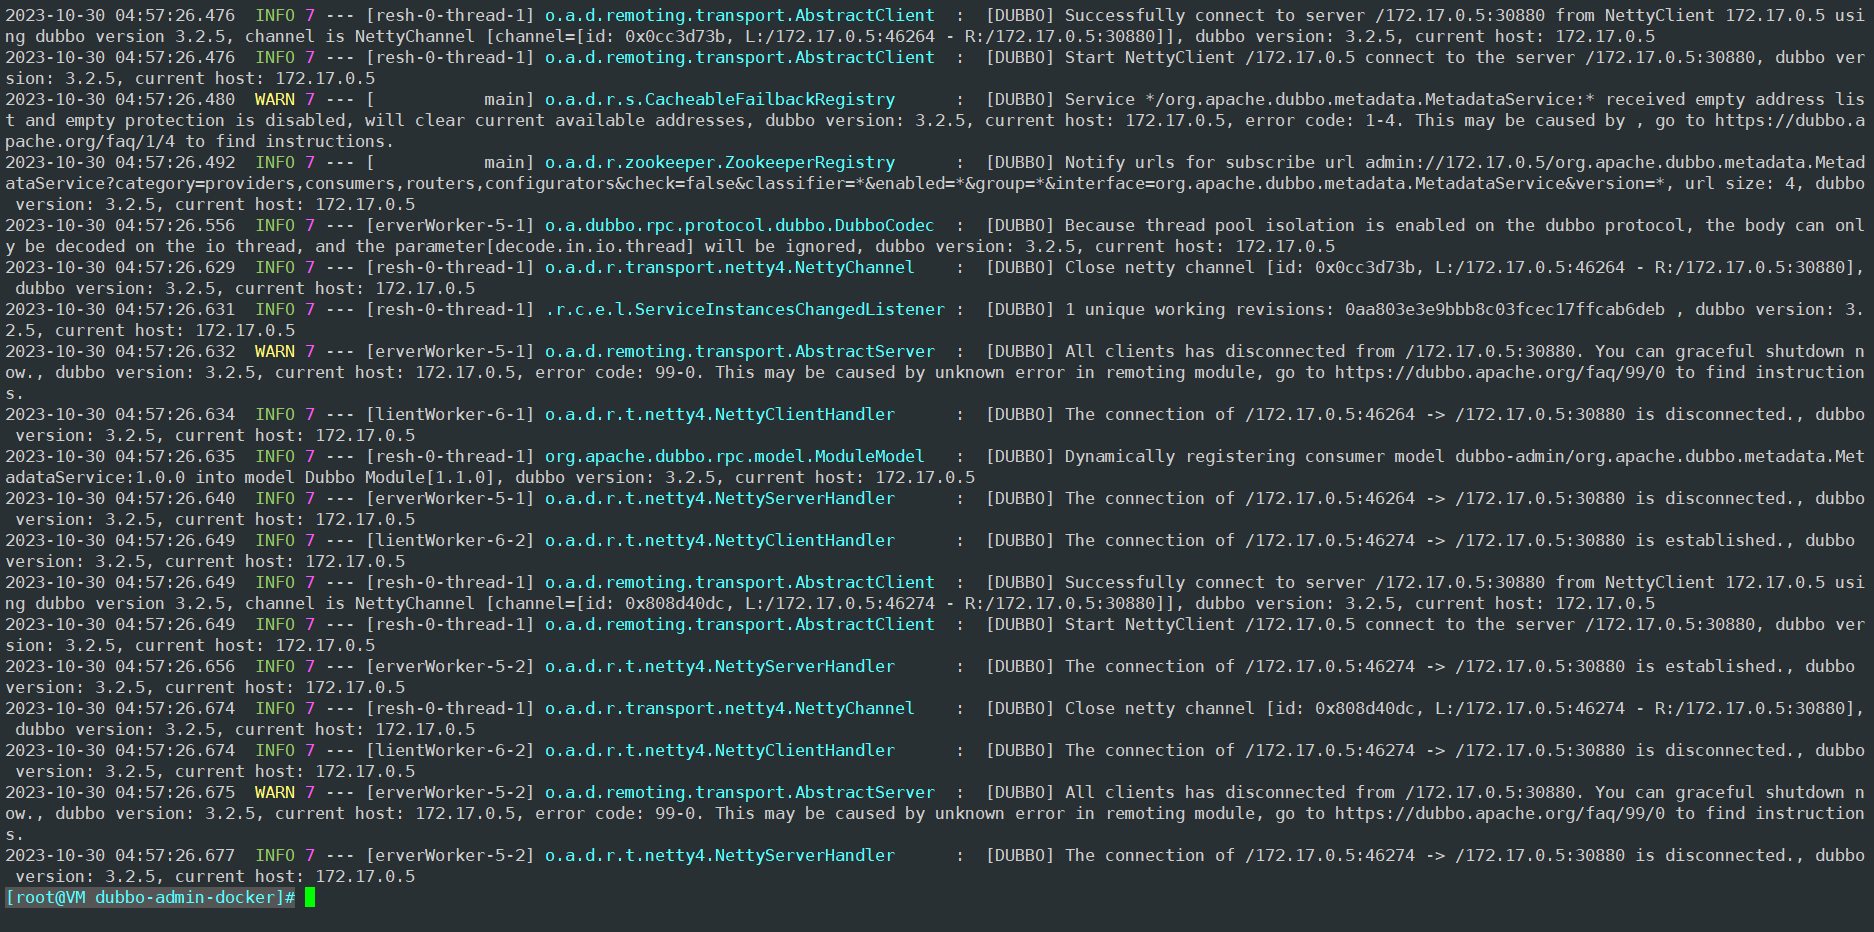 2023-10-30 04:57:26.476  INFO 7 --- [resh-0-thread-1] o.a.d.remoting.transport.AbstractClient  :  [DUBBO] Successfully connect to server /172.17.0.5:30880 from NettyClient 172.17.0.5 usi
ng dubbo version 3.2.5, channel is NettyChannel [channel=[id: 0x0cc3d73b, L:/172.17.0.5:46264 - R:/172.17.0.5:30880]], dubbo version: 3.2.5, current host: 172.17.0.5
2023-10-30 04:57:26.476  INFO 7 --- [resh-0-thread-1] o.a.d.remoting.transport.AbstractClient  :  [DUBBO] Start NettyClient /172.17.0.5 connect to the server /172.17.0.5:30880, dubbo ver
sion: 3.2.5, current host: 172.17.0.5
2023-10-30 04:57:26.480  WARN 7 --- [           main] o.a.d.r.s.CacheableFailbackRegistry      :  [DUBBO] Service */org.apache.dubbo.metadata.MetadataService:* received empty address lis
t and empty protection is disabled, will clear current available addresses, dubbo version: 3.2.5, current host: 172.17.0.5, error code: 1-4. This may be caused by , go to https://dubbo.a
pache.org/faq/1/4 to find instructions.
2023-10-30 04:57:26.492  INFO 7 --- [           main] o.a.d.r.zookeeper.ZookeeperRegistry      :  [DUBBO] Notify urls for subscribe url admin://172.17.0.5/org.apache.dubbo.metadata.Metad
ataService?category=providers,consumers,routers,configurators&check=false&classifier=*&enabled=*&group=*&interface=org.apache.dubbo.metadata.MetadataService&version=*, url size: 4, dubbo
 version: 3.2.5, current host: 172.17.0.5
2023-10-30 04:57:26.556  INFO 7 --- [erverWorker-5-1] o.a.dubbo.rpc.protocol.dubbo.DubboCodec  :  [DUBBO] Because thread pool isolation is enabled on the dubbo protocol, the body can onl
y be decoded on the io thread, and the parameter[decode.in.io.thread] will be ignored, dubbo version: 3.2.5, current host: 172.17.0.5
2023-10-30 04:57:26.629  INFO 7 --- [resh-0-thread-1] o.a.d.r.transport.netty4.NettyChannel    :  [DUBBO] Close netty channel [id: 0x0cc3d73b, L:/172.17.0.5:46264 - R:/172.17.0.5:30880],
 dubbo version: 3.2.5, current host: 172.17.0.5
2023-10-30 04:57:26.631  INFO 7 --- [resh-0-thread-1] .r.c.e.l.ServiceInstancesChangedListener :  [DUBBO] 1 unique working revisions: 0aa803e3e9bbb8c03fcec17ffcab6deb , dubbo version: 3.
2.5, current host: 172.17.0.5
2023-10-30 04:57:26.632  WARN 7 --- [erverWorker-5-1] o.a.d.remoting.transport.AbstractServer  :  [DUBBO] All clients has disconnected from /172.17.0.5:30880. You can graceful shutdown n
ow., dubbo version: 3.2.5, current host: 172.17.0.5, error code: 99-0. This may be caused by unknown error in remoting module, go to https://dubbo.apache.org/faq/99/0 to find instruction
s.
2023-10-30 04:57:26.634  INFO 7 --- [lientWorker-6-1] o.a.d.r.t.netty4.NettyClientHandler      :  [DUBBO] The connection of /172.17.0.5:46264 -> /172.17.0.5:30880 is disconnected., dubbo
 version: 3.2.5, current host: 172.17.0.5
2023-10-30 04:57:26.635  INFO 7 --- [resh-0-thread-1] org.apache.dubbo.rpc.model.ModuleModel   :  [DUBBO] Dynamically registering consumer model dubbo-admin/org.apache.dubbo.metadata.Met
adataService:1.0.0 into model Dubbo Module[1.1.0], dubbo version: 3.2.5, current host: 172.17.0.5
2023-10-30 04:57:26.640  INFO 7 --- [erverWorker-5-1] o.a.d.r.t.netty4.NettyServerHandler      :  [DUBBO] The connection of /172.17.0.5:46264 -> /172.17.0.5:30880 is disconnected., dubbo
 version: 3.2.5, current host: 172.17.0.5
2023-10-30 04:57:26.649  INFO 7 --- [lientWorker-6-2] o.a.d.r.t.netty4.NettyClientHandler      :  [DUBBO] The connection of /172.17.0.5:46274 -> /172.17.0.5:30880 is established., dubbo
version: 3.2.5, current host: 172.17.0.5
2023-10-30 04:57:26.649  INFO 7 --- [resh-0-thread-1] o.a.d.remoting.transport.AbstractClient  :  [DUBBO] Successfully connect to server /172.17.0.5:30880 from NettyClient 172.17.0.5 usi
ng dubbo version 3.2.5, channel is NettyChannel [channel=[id: 0x808d40dc, L:/172.17.0.5:46274 - R:/172.17.0.5:30880]], dubbo version: 3.2.5, current host: 172.17.0.5
2023-10-30 04:57:26.649  INFO 7 --- [resh-0-thread-1] o.a.d.remoting.transport.AbstractClient  :  [DUBBO] Start NettyClient /172.17.0.5 connect to the server /172.17.0.5:30880, dubbo ver
sion: 3.2.5, current host: 172.17.0.5
2023-10-30 04:57:26.656  INFO 7 --- [erverWorker-5-2] o.a.d.r.t.netty4.NettyServerHandler      :  [DUBBO] The connection of /172.17.0.5:46274 -> /172.17.0.5:30880 is established., dubbo
version: 3.2.5, current host: 172.17.0.5
2023-10-30 04:57:26.674  INFO 7 --- [resh-0-thread-1] o.a.d.r.transport.netty4.NettyChannel    :  [DUBBO] Close netty channel [id: 0x808d40dc, L:/172.17.0.5:46274 - R:/172.17.0.5:30880],
 dubbo version: 3.2.5, current host: 172.17.0.5
2023-10-30 04:57:26.674  INFO 7 --- [lientWorker-6-2] o.a.d.r.t.netty4.NettyClientHandler      :  [DUBBO] The connection of /172.17.0.5:46274 -> /172.17.0.5:30880 is disconnected., dubbo
 version: 3.2.5, current host: 172.17.0.5
2023-10-30 04:57:26.675  WARN 7 --- [erverWorker-5-2] o.a.d.remoting.transport.AbstractServer  :  [DUBBO] All clients has disconnected from /172.17.0.5:30880. You can graceful shutdown n
ow., dubbo version: 3.2.5, current host: 172.17.0.5, error code: 99-0. This may be caused by unknown error in remoting module, go to https://dubbo.apache.org/faq/99/0 to find instruction
s.
2023-10-30 04:57:26.677  INFO 7 --- [erverWorker-5-2] o.a.d.r.t.netty4.NettyServerHandler      :  [DUBBO] The connection of /172.17.0.5:46274 -> /172.17.0.5:30880 is disconnected., dubbo
 version: 3.2.5, current host: 172.17.0.5
[root@VM dubbo-admin-docker]#